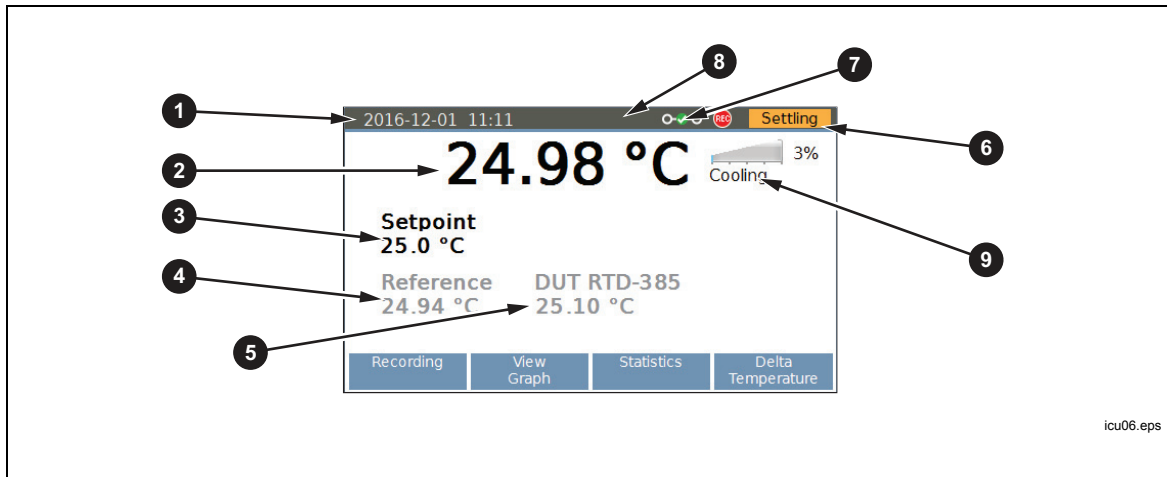 8
7
1
2016-12-01 11:11
REC
Settling
6
2
24.98 °C
3%
Cooling
3
Setpoint
25.0 °C
9
4
Reference
DUT RTD-385
24.94 °C
25.10 °C
5
Recording
View
Graph
Statistics
Delta
Temperature
icu06.eps